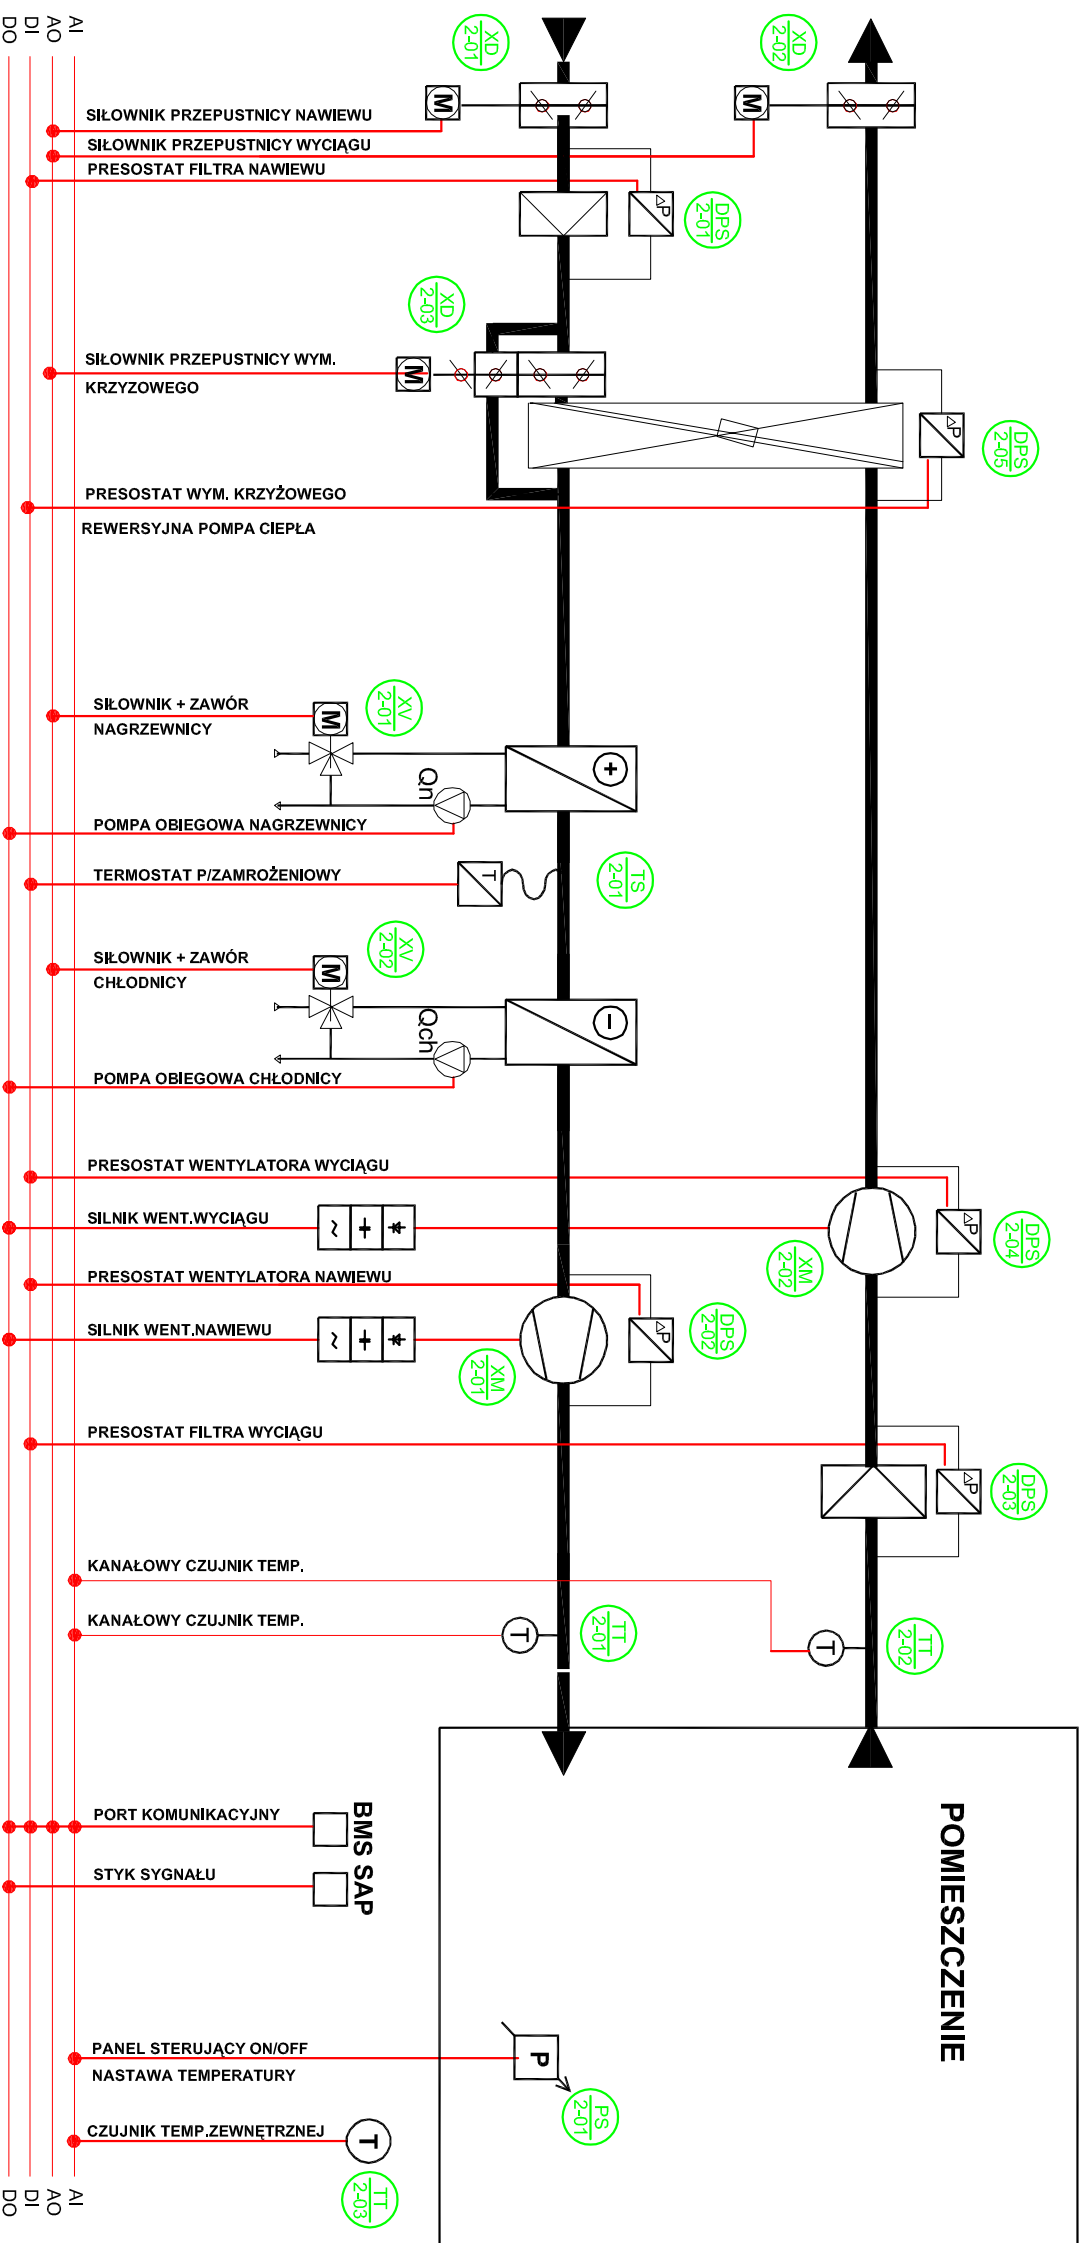 AI
AO
DI
DO
XD
2-01
XD
2-02
M
M
SIŁOWNIK PRZEPUSTNICY NAWIEWU
SIŁOWNIK PRZEPUSTNICY WYCIĄGU
PRESOSTAT FILTRA NAWIEWU
ΔP
DPS
2-01
XD
2-03
SIŁOWNIK PRZEPUSTNICY WYM.
KRZYZOWEGO
M
ΔP
DPS
2-05
PRESOSTAT WYM. KRZYŻOWEGO
REWERSYJNA POMPA CIEPŁA
SIŁOWNIK + ZAWÓR
NAGRZEWNICY
M
XV
2-01
+
Qn
POMPA OBIEGOWA NAGRZEWNICY
TERMOSTAT P/ZAMROŻENIOWY
T
TS
2-01
SIŁOWNIK + ZAWÓR
CHŁODNICY
M
XV
2-02
−
Qch
POMPA OBIEGOWA CHŁODNICY
PRESOSTAT WENTYLATORA WYCIĄGU
ΔP
DPS
2-04
SILNIK WENT.WYCIĄGU
~
XM
2-02
PRESOSTAT WENTYLATORA NAWIEWU
ΔP
DPS
2-02
SILNIK WENT.NAWIEWU
~
XM
2-01
PRESOSTAT FILTRA WYCIĄGU
ΔP
DPS
2-03
KANAŁOWY CZUJNIK TEMP.
KANAŁOWY CZUJNIK TEMP.
T
TT
2-01
T
TT
2-02
POMIESZCZENIE
PORT KOMUNIKACYJNY
BMS SAP
STYK SYGNAŁU
PANEL STERUJĄCY ON/OFF
NASTAWA TEMPERATURY
P
PS
2-01
CZUJNIK TEMP.ZEWNĘTRZNEJ
T
TT
2-03
AI
AO
DI
DO